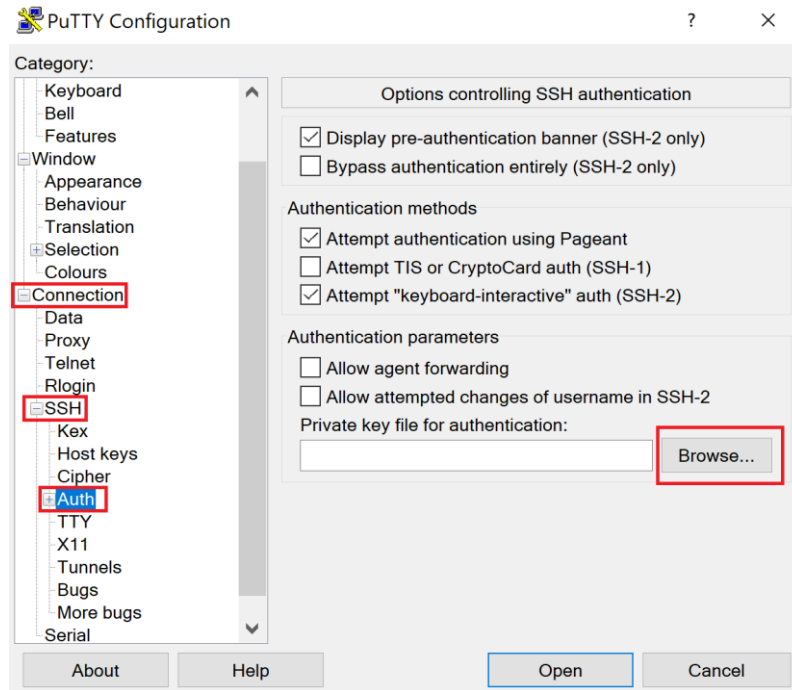 PuTTY Configuration
Category:
Keyboard
Bell
Features
Window
Appearance
Behaviour
Translation
Selection
Colours
Connection
Data
Proxy
Telnet
Rlogin
SSH
Kex
Host keys
Cipher
Auth
TTY
X11
Tunnels
Bugs
More bugs
Serial
Options controlling SSH authentication
Display pre-authentication banner (SSH-2 only)
Bypass authentication entirely (SSH-2 only)
Authentication methods
Attempt authentication using Pageant
Attempt TIS or CryptoCard auth (SSH-1)
Attempt "keyboard-interactive" auth (SSH-2)
Authentication parameters
Allow agent forwarding
Allow attempted changes of username in SSH-2
Private key file for authentication:
Browse...
About
Help
Open
Cancel